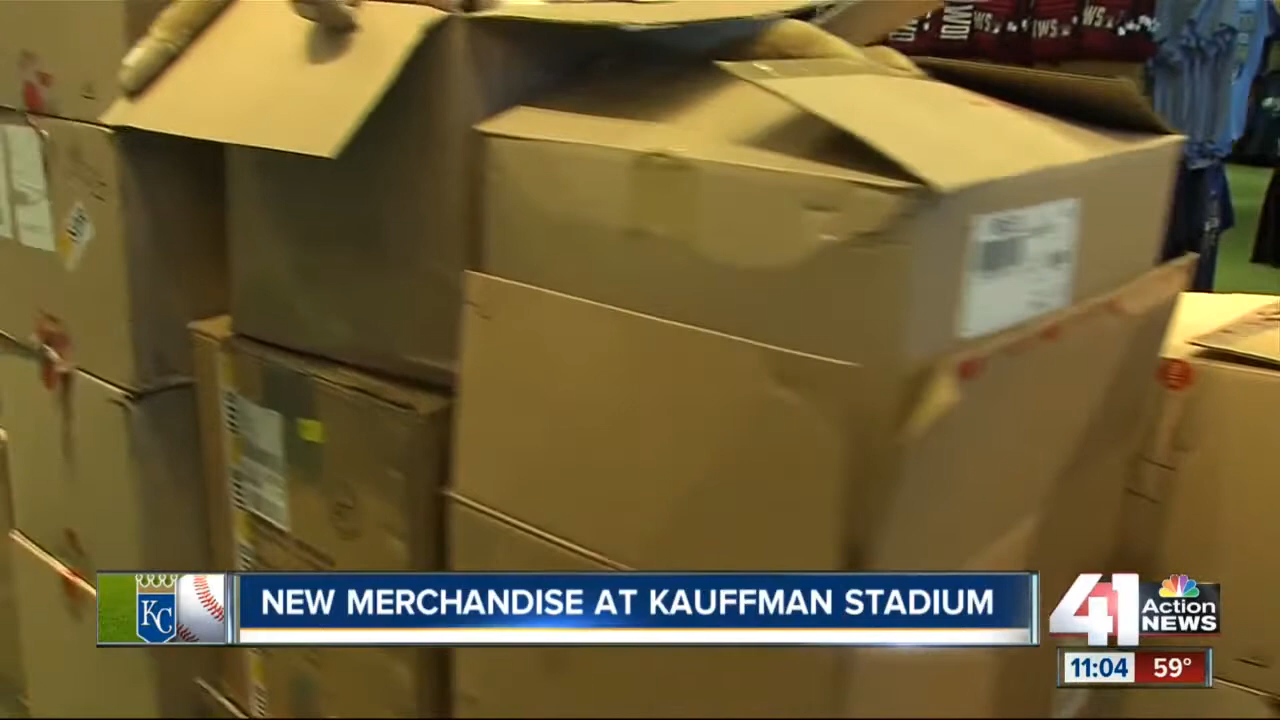 KC
NEW MERCHANDISE AT KAUFFMAN STADIUM
41
Action
NEWS
11:04 59°